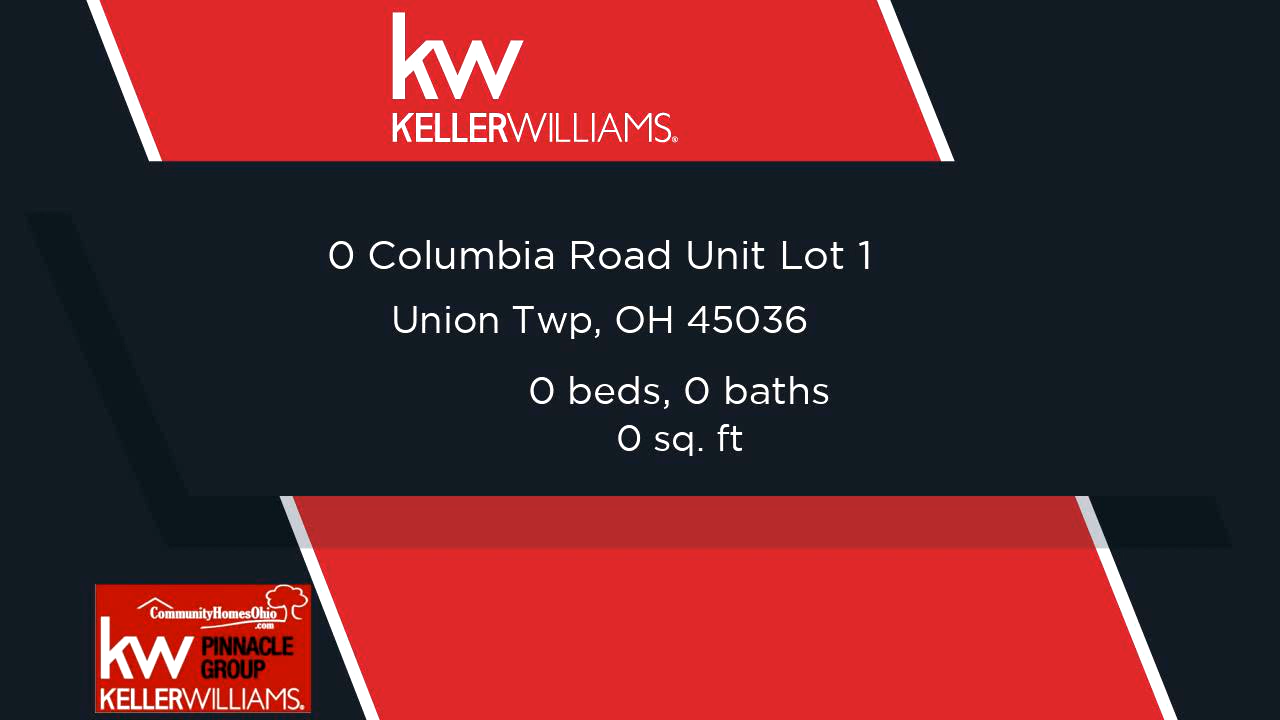 kw
KELLERWILLIAMS®
0 Columbia Road Unit Lot 1
Union Twp, OH 45036
0 beds, 0 baths
0 sq. ft
CommunityHomesOhio
.com
kw PINNACLE
GROUP
KELLERWILLIAMS.